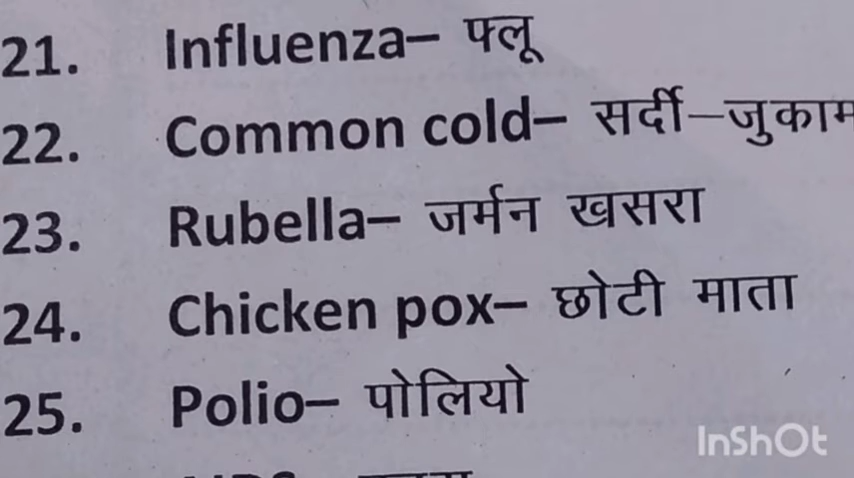 21. Influenza– फ्लू
22. Common cold– सर्दी–जुकाम
23. Rubella– जर्मन खसरा
24. Chicken pox– छोटी माता
25. Polio– पोलियो
InShOt